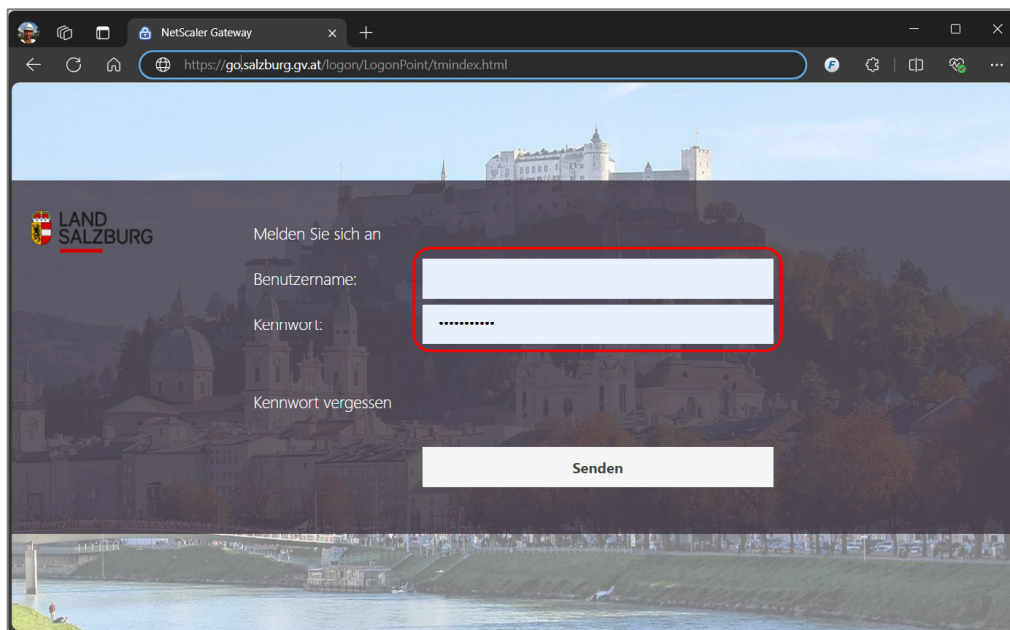 NetScaler Gateway
https://go.salzburg.gv.at/logon/LogonPoint/tmindex.html
LAND
SALZBURG
Melden Sie sich an
Benutzername:
Kennwort:
Kennwort vergessen
Senden